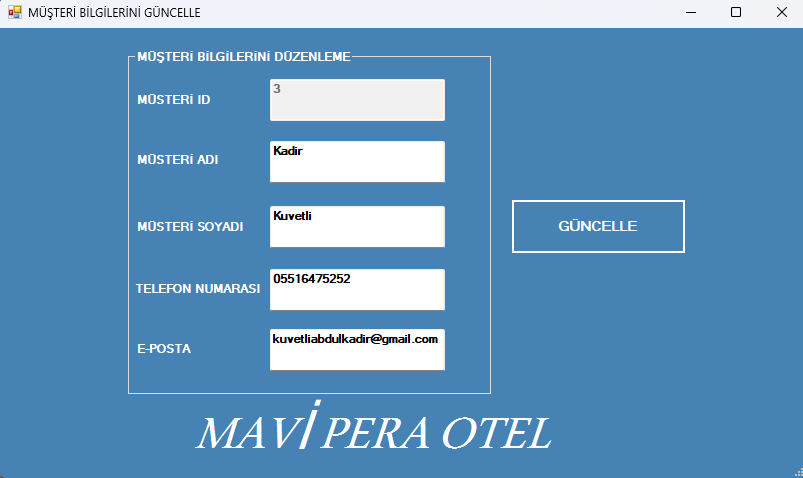 MÜŞTERİ BİLGİLERİNİ GÜNCELLE
MÜŞTERİ BİLGİLERİNİ DÜZENLEME
MÜSTERİ ID
3
MÜSTERİ ADI
Kadir
MÜSTERİ SOYADI
Kuvetli
GÜNCELLE
TELEFON NUMARASI
05516475252
E-POSTA
kuvetliabdulkadir@gmail.com
MAVİ PERA OTEL